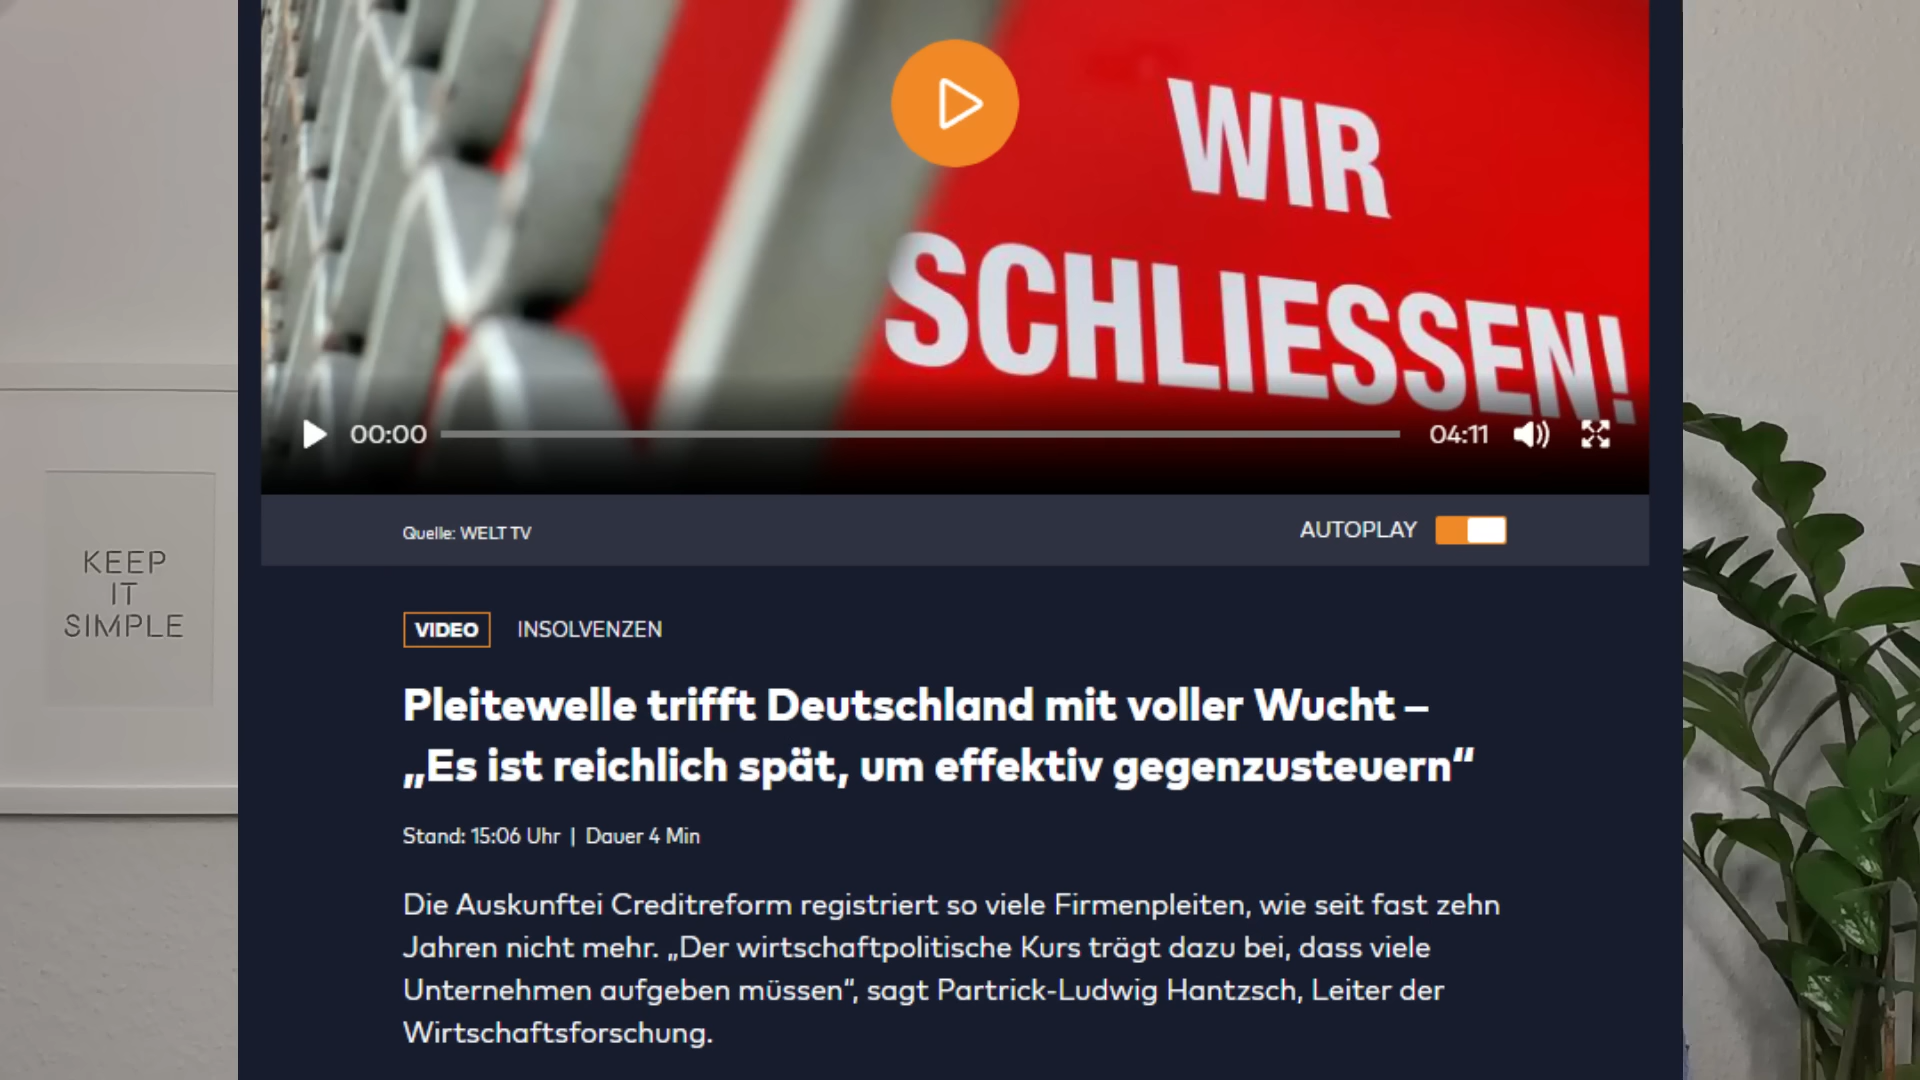 WIR
SCHLIESSEN!
00:00
04:11
Quelle: WELT TV
AUTOPLAY
KEEP
IT
SIMPLE
VIDEO
INSOLVENZEN
Pleitewelle trifft Deutschland mit voller Wucht –
„Es ist reichlich spät, um effektiv gegenzusteuern“
Stand: 15:06 Uhr | Dauer 4 Min
Die Auskunftei Creditreform registriert so viele Firmenpleiten, wie seit fast zehn
Jahren nicht mehr. „Der wirtschaftpolitische Kurs trägt dazu bei, dass viele
Unternehmen aufgeben müssen“, sagt Partrick-Ludwig Hantzsch, Leiter der
Wirtschaftsforschung.